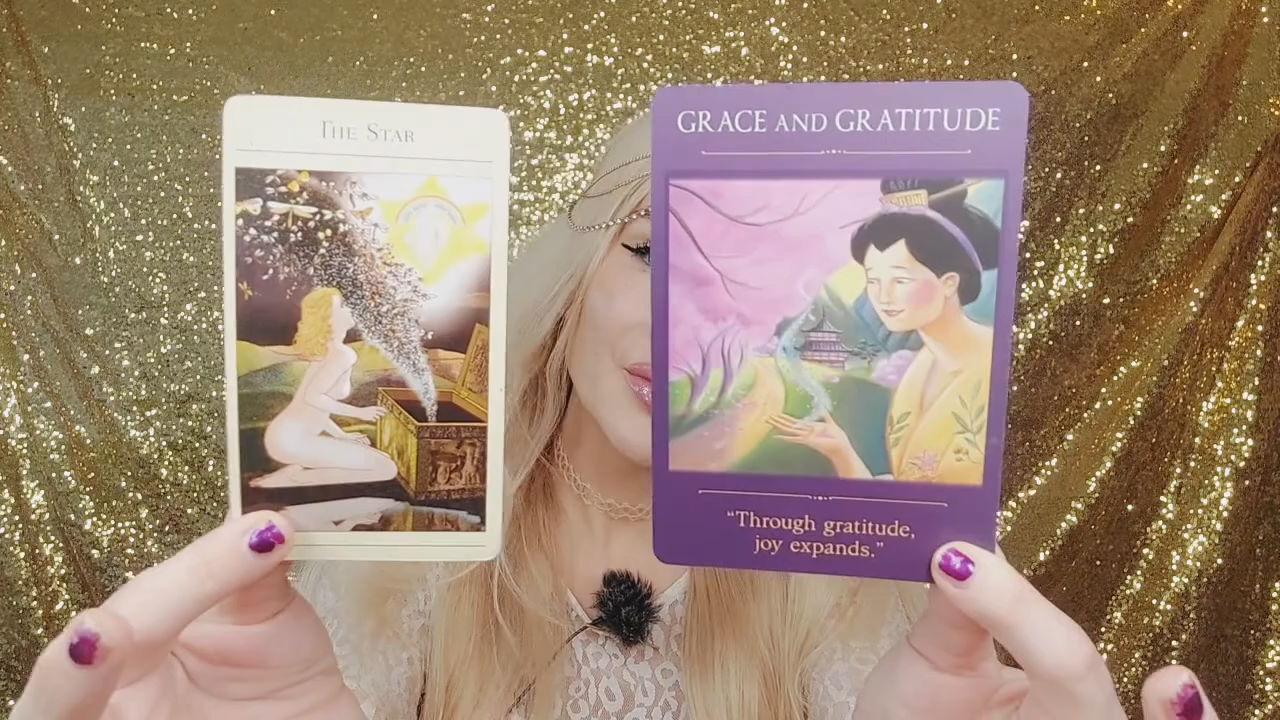 THE STAR
GRACE AND GRATITUDE
“Through gratitude,
joy expands.”